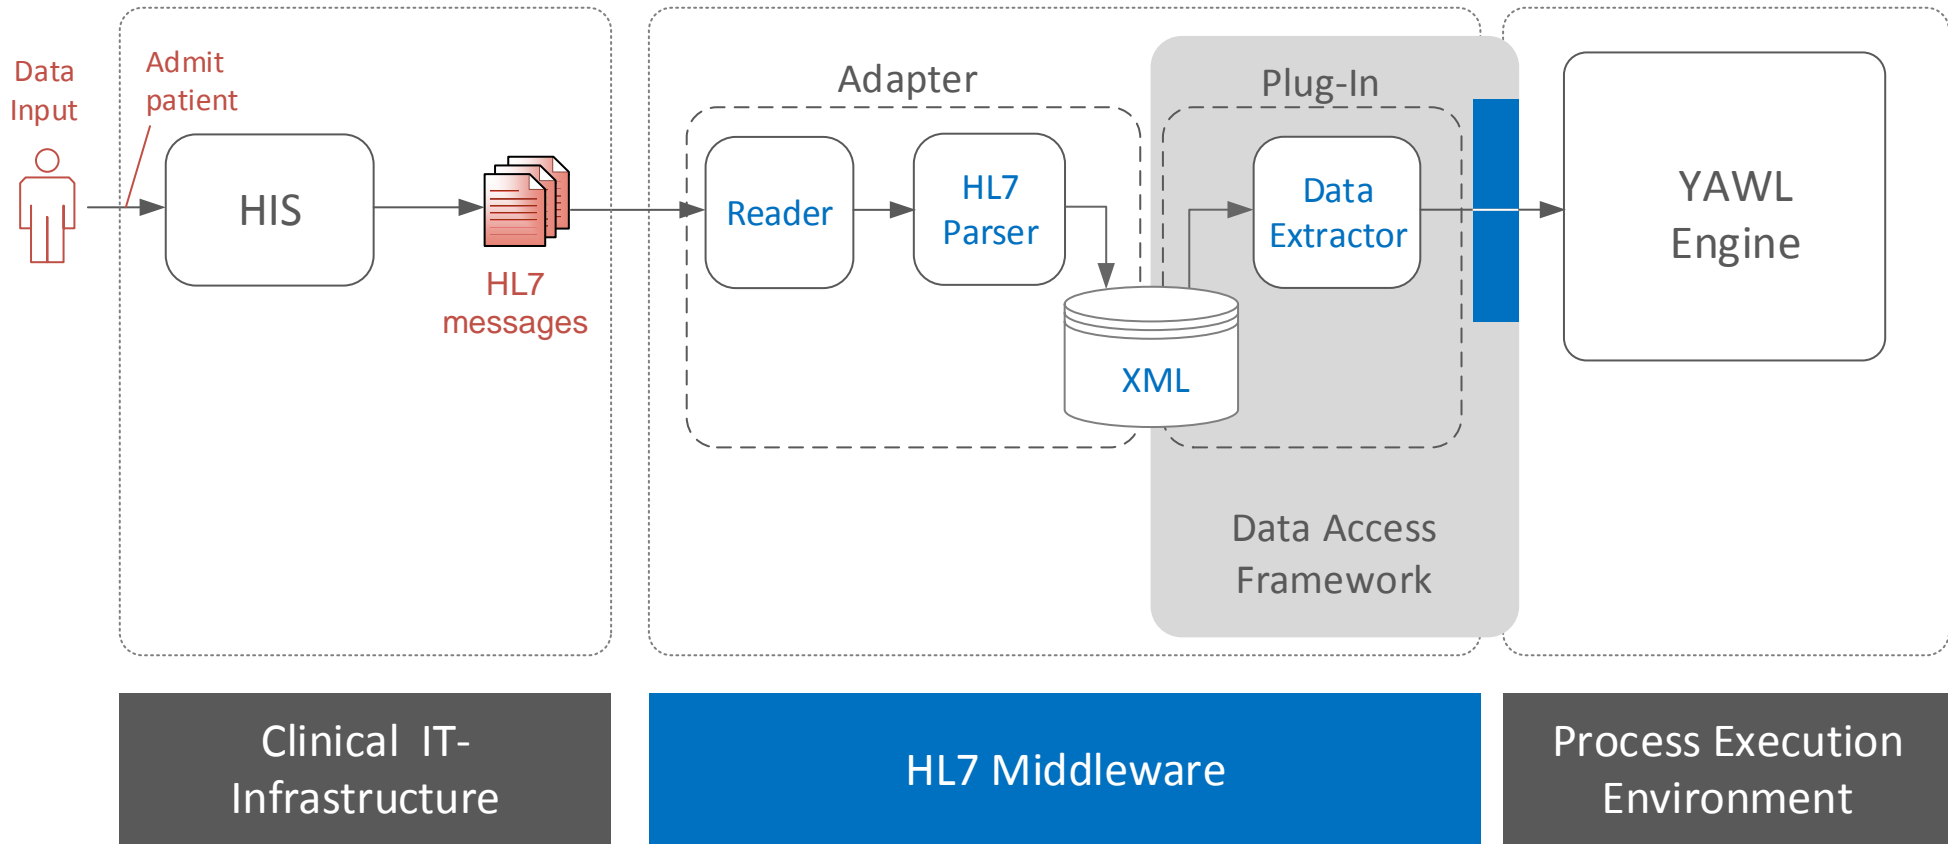 Data
Input
Admit
patient
HIS
HL7
messages
Adapter
Reader
HL7
Parser
XML
Plug-In
Data
Extractor
Data Access
Framework
YAWL
Engine
Clinical IT-
Infrastructure
HL7 Middleware
Process Execution
Environment